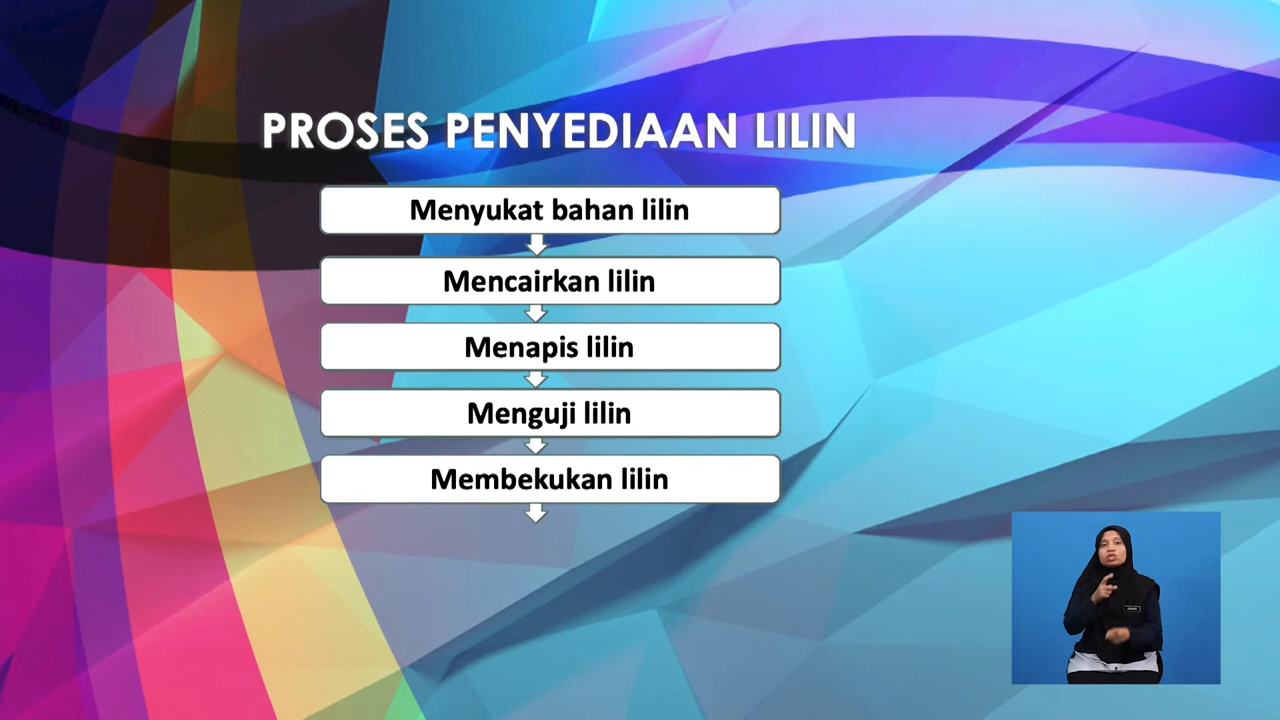 PROSES PENYEDIAAN LILIN
Menyukat bahan lilin
Mencairkan lilin
Menapis lilin
Menguji lilin
Membekukan lilin